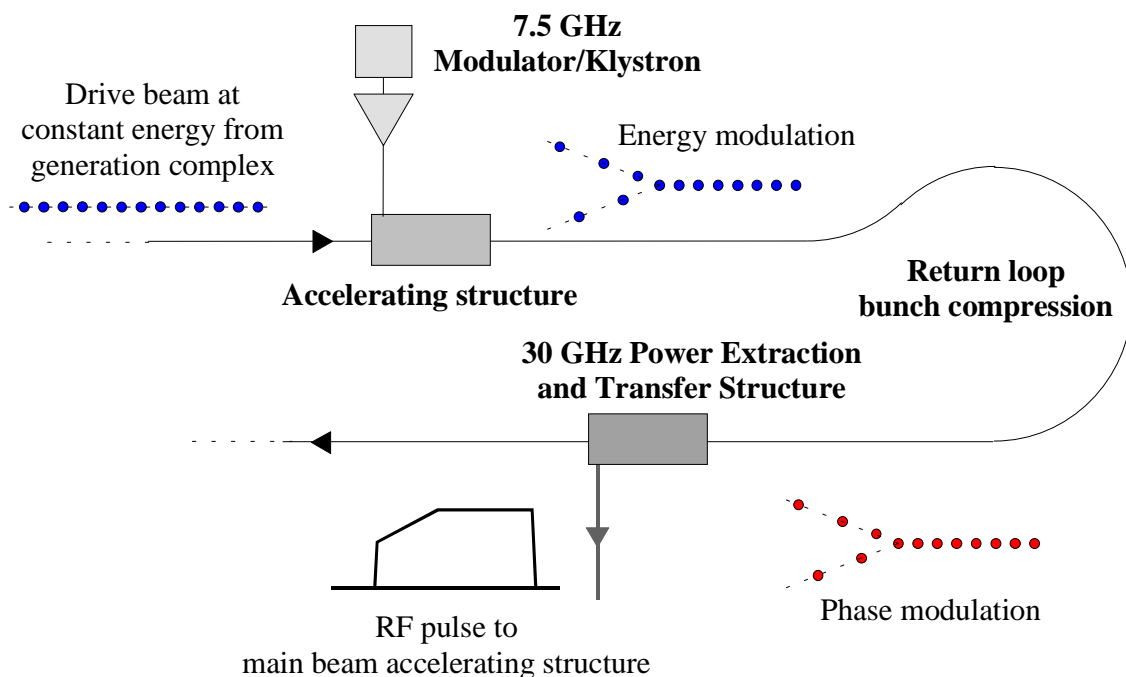 7.5 GHz
Modulator/Klystron
Drive beam at
constant energy from
generation complex
Energy modulation
Accelerating structure
Return loop
bunch compression
30 GHz Power Extraction
and Transfer Structure
RF pulse to
main beam accelerating structure
Phase modulation